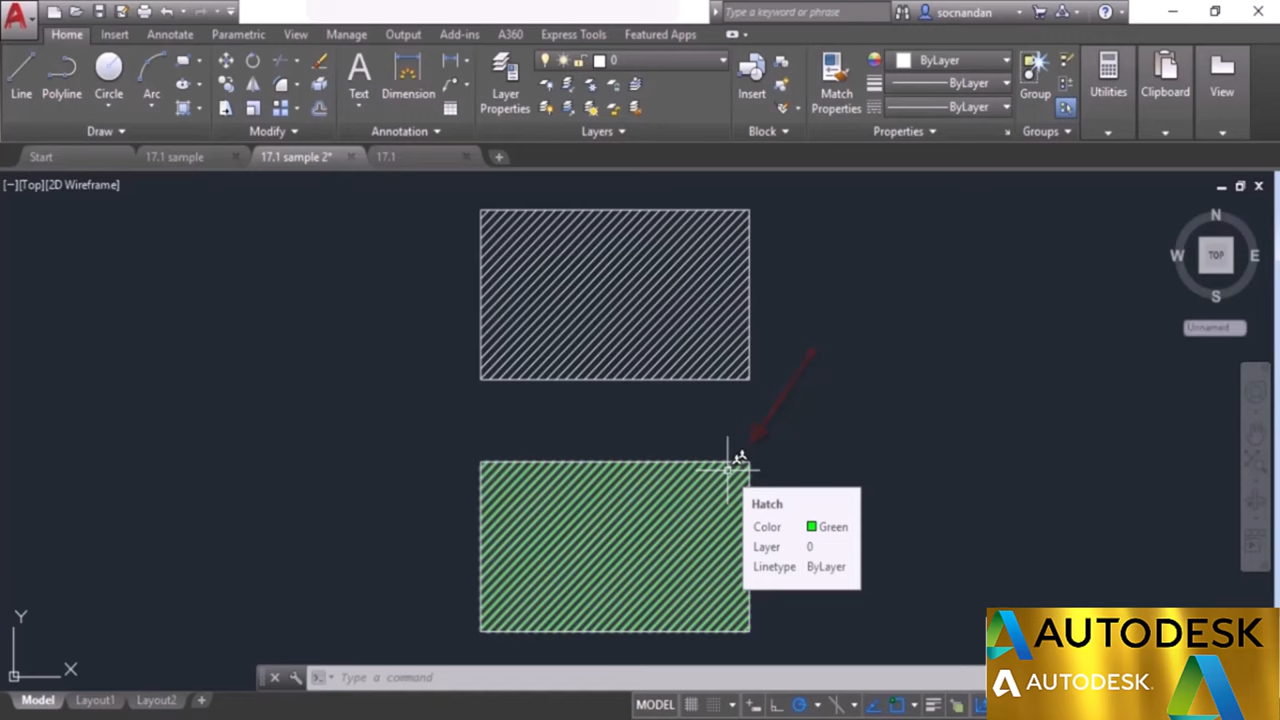 A
Type a keyword or phrase
socnandan
?
Home Insert Annotate Parametric View Manage Output Add-ins A360 Express Tools Featured Apps
Line
Polyline
Circle
Arc
Text
A
Dimension
Layer
Properties
0
Insert
Match
Properties
ByLayer
ByLayer
ByLayer
Group
Utilities
Clipboard
View
Draw
Modify
Annotation
Layers
Block
Properties
Groups
Start
17.1 sample
17.1 sample 2*
17.1
[−][Top][2D Wireframe]
N
W
TOP
E
S
Unnamed
Hatch
Color Green
Layer 0
Linetype ByLayer
Y
X
Type a command
Model
Layout1
Layout2
MODEL
AUTODESK
AUTODESK.